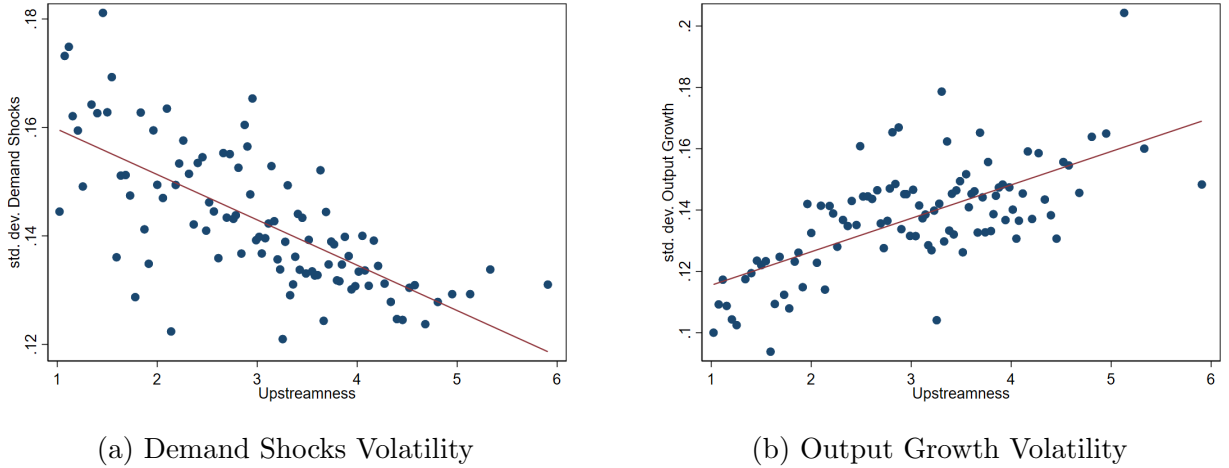 std. dev. Demand Shocks
.18
.16
.14
.12
1 2 3 4 5 6
Upstreamness
(a) Demand Shocks Volatility
std. dev. Output Growth
.2
.18
.16
.14
.12
.1
1 2 3 4 5 6
Upstreamness
(b) Output Growth Volatility